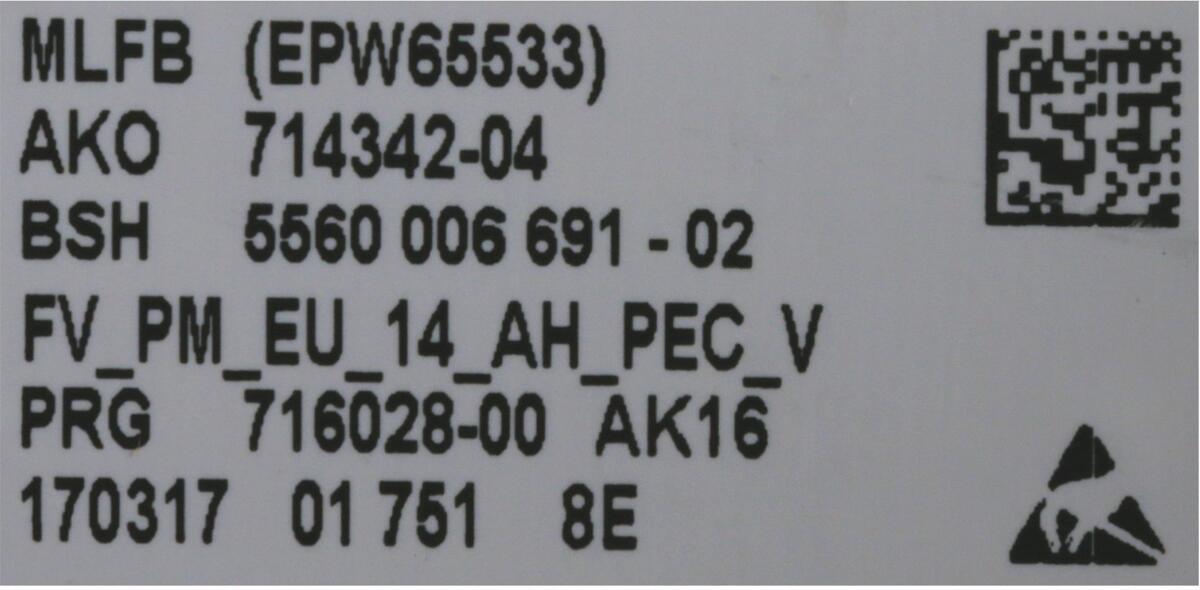 MLFB (EPW65533)
AKO 714342-04
BSH 5560 006 691 - 02
FV_PM_EU_14_AH_PEC_V
PRG 716028-00 AK16
170317 01 751 8E